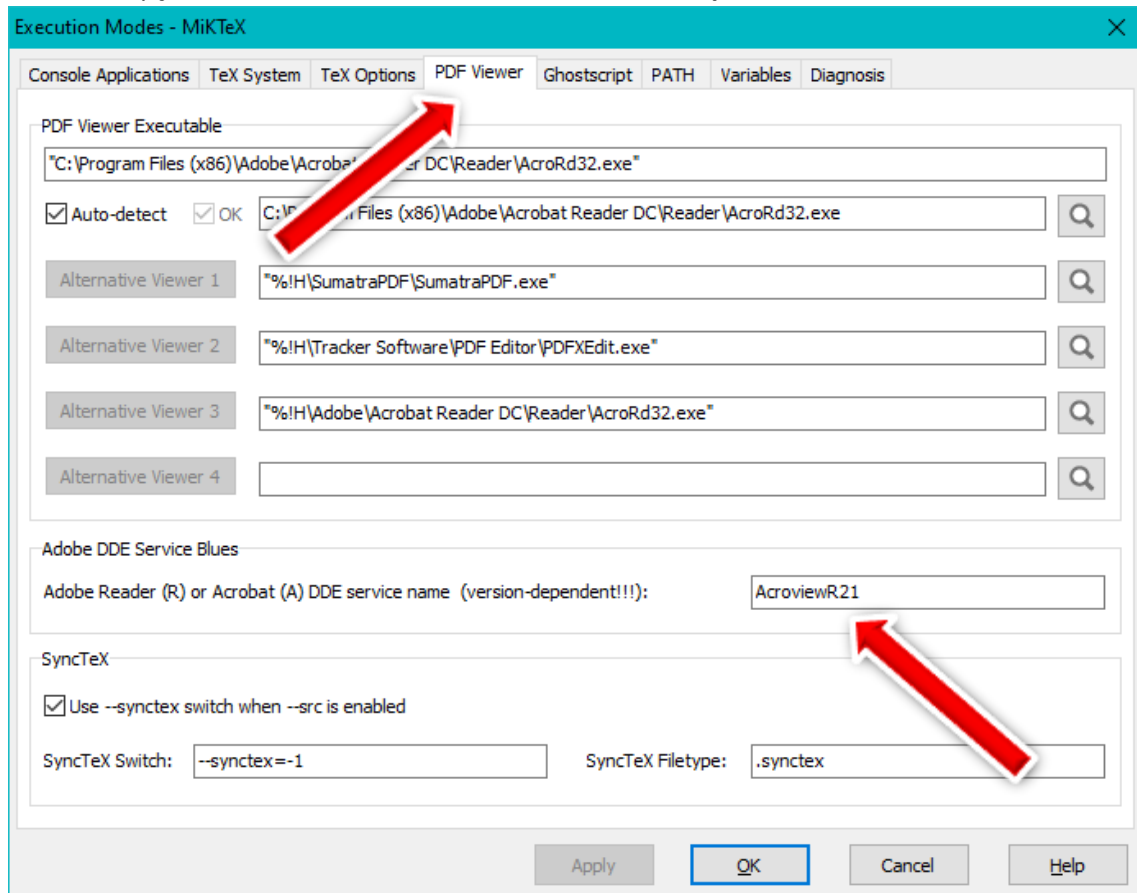 Execution Modes - MiKTeX
Console Applications TeX System TeX Options PDF Viewer Ghostscript PATH Variables Diagnosis
PDF Viewer Executable
"C:\Program Files (x86)\Adobe\Acrobat DC\Reader\AcroRd32.exe"
Auto-detect OK Files (x86)\Adobe\Acrobat Reader DC\Reader\AcroRd32.exe
Alternative Viewer 1 "%!H\SumatraPDF\SumatraPDF.exe"
Alternative Viewer 2 "%!H\Tracker Software\PDF Editor\PDFXEdit.exe"
Alternative Viewer 3 "%!H\Adobe\Acrobat Reader DC\Reader\AcroRd32.exe"
Alternative Viewer 4
Adobe DDE Service Blues
Adobe Reader (R) or Acrobat (A) DDE service name (version-dependent!!!): AcroviewR21
SyncTeX
Use --synctex switch when --src is enabled
SyncTeX Switch: --synctex=-1 SyncTeX Filetype: .synctex
Apply OK Cancel Help